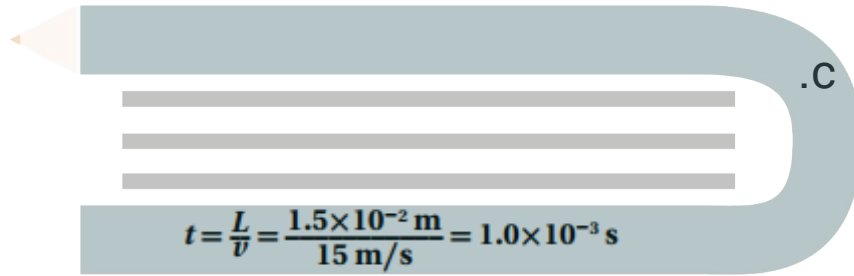 .c
t = L/v = 1.5×10⁻² m / 15 m/s = 1.0×10⁻³ s